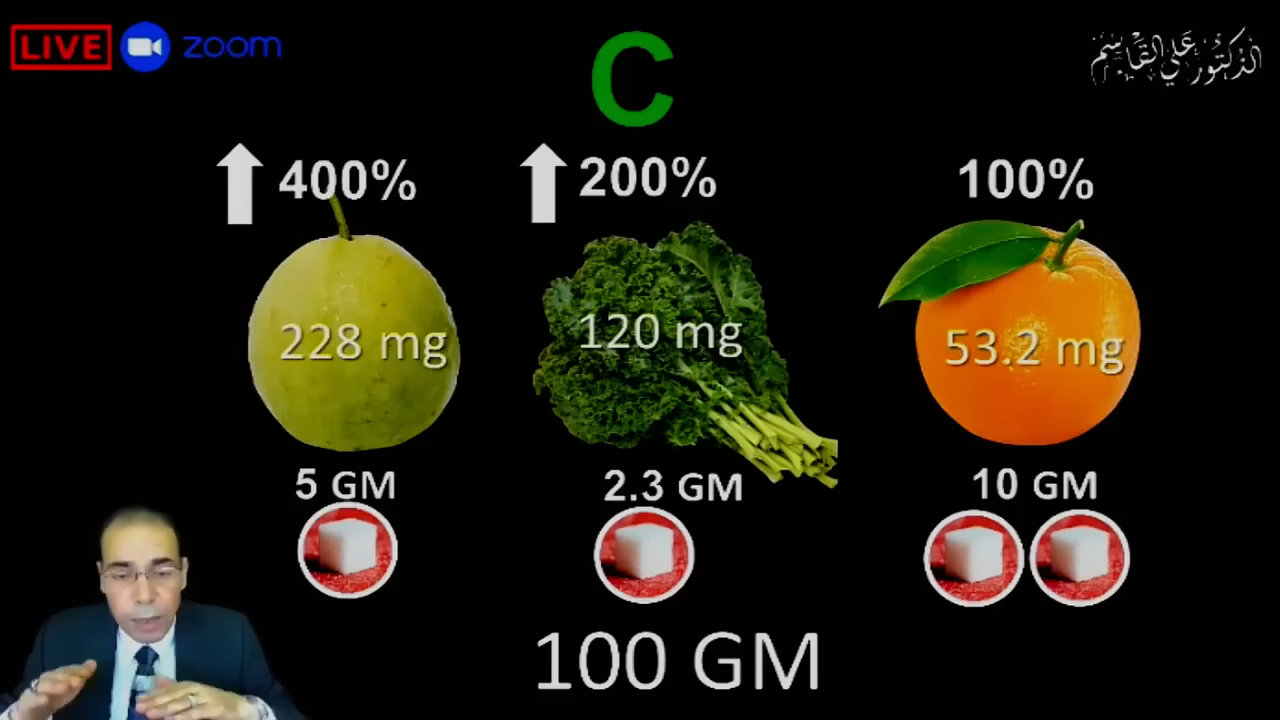 LIVE zoom
الدكتور علي القاسم
C
400% 200% 100%
228 mg 120 mg 53.2 mg
5 GM 2.3 GM 10 GM
100 GM